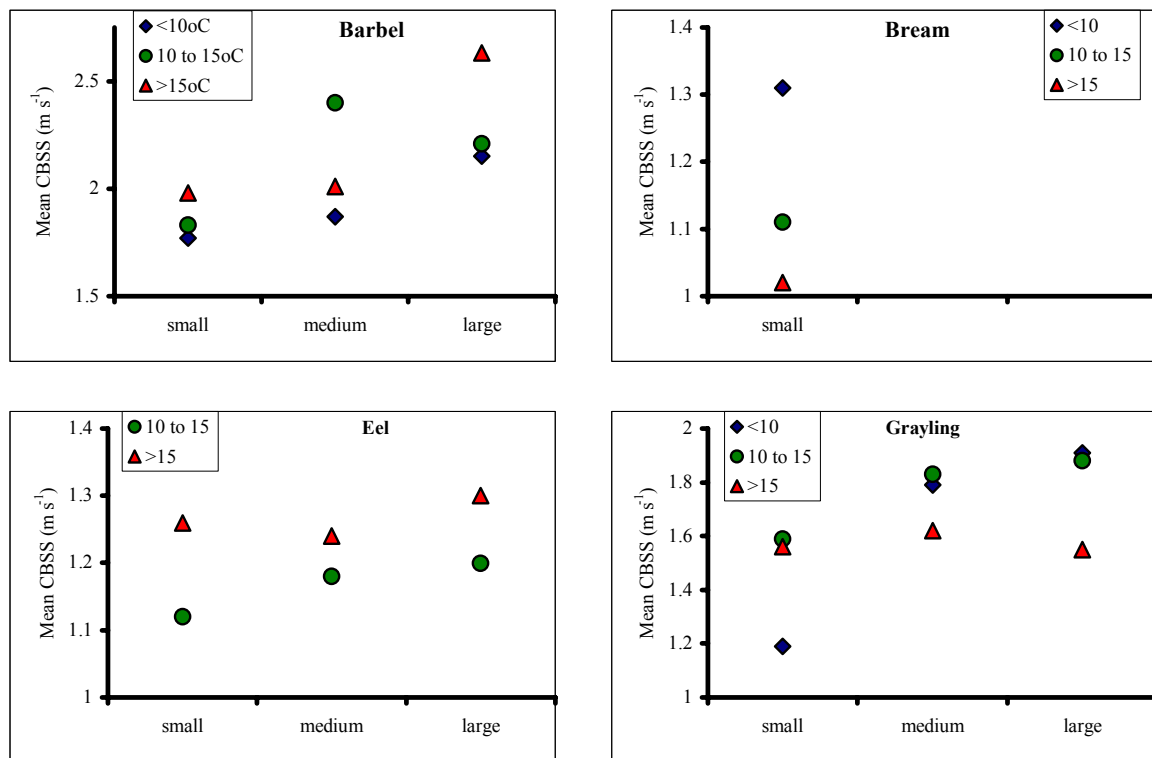 Barbel
<10oC
10 to 15oC
>15oC
Mean CBSS (m s-1)
2.5
2
1.5
small medium large
Bream
<10
10 to 15
>15
Mean CBSS (m s-1)
1.4
1.3
1.2
1.1
1
small
Eel
10 to 15
>15
Mean CBSS (m s-1)
1.4
1.3
1.2
1.1
1
small medium large
Grayling
<10
10 to 15
>15
Mean CBSS (m s-1)
2
1.8
1.6
1.4
1.2
1
small medium large